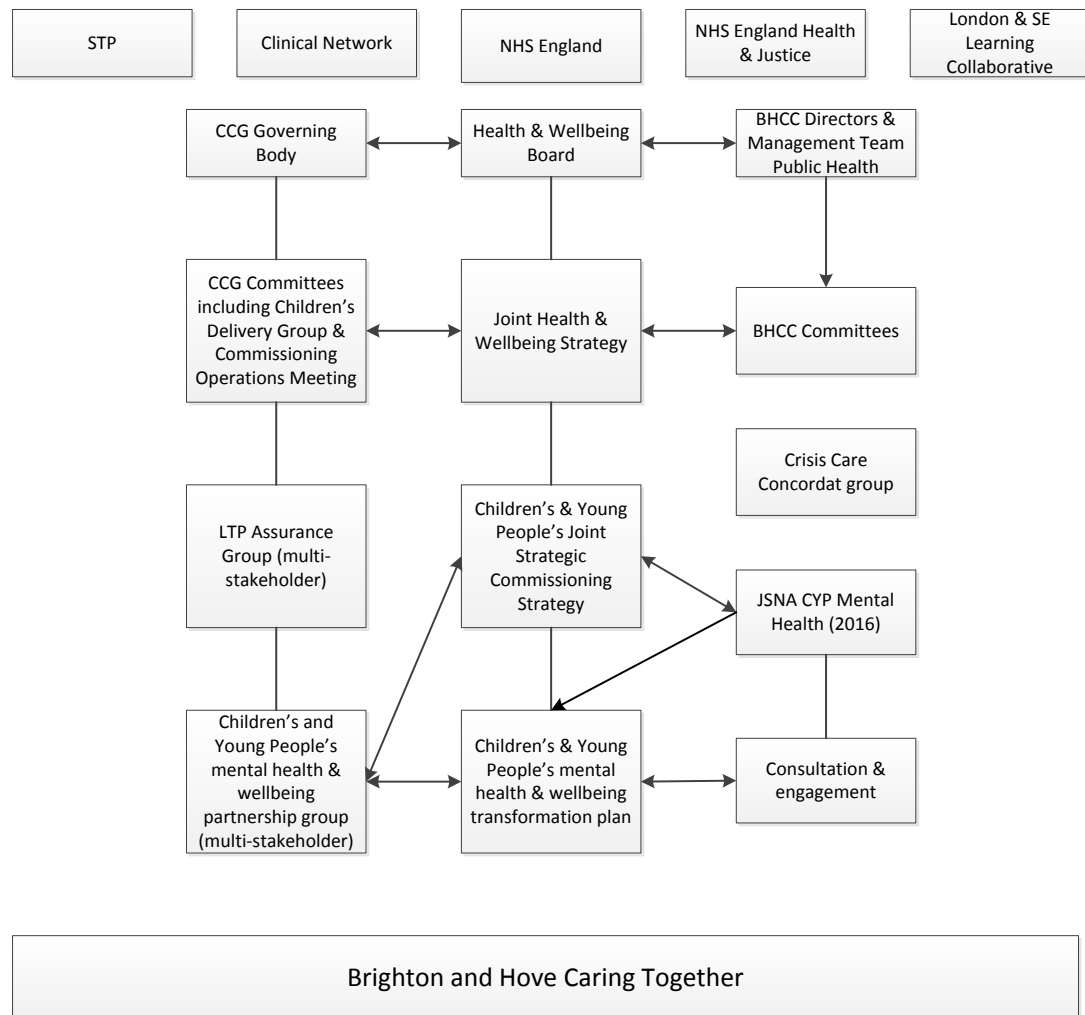 STP
Clinical Network
NHS England
NHS England Health
& Justice
London & SE
Learning
Collaborative
CCG Governing
Body
Health & Wellbeing
Board
BHCC Directors &
Management Team
Public Health
CCG Committees
including Children’s
Delivery Group &
Commissioning
Operations Meeting
Joint Health &
Wellbeing Strategy
BHCC Committees
Crisis Care
Concordat group
LTP Assurance
Group (multi-
stakeholder)
Children’s & Young
People’s Joint
Strategic
Commissioning
Strategy
JSNA CYP Mental
Health (2016)
Children’s and
Young People’s
mental health &
wellbeing
partnership group
(multi-stakeholder)
Children’s & Young
People’s mental
health & wellbeing
transformation plan
Consultation &
engagement
Brighton and Hove Caring Together